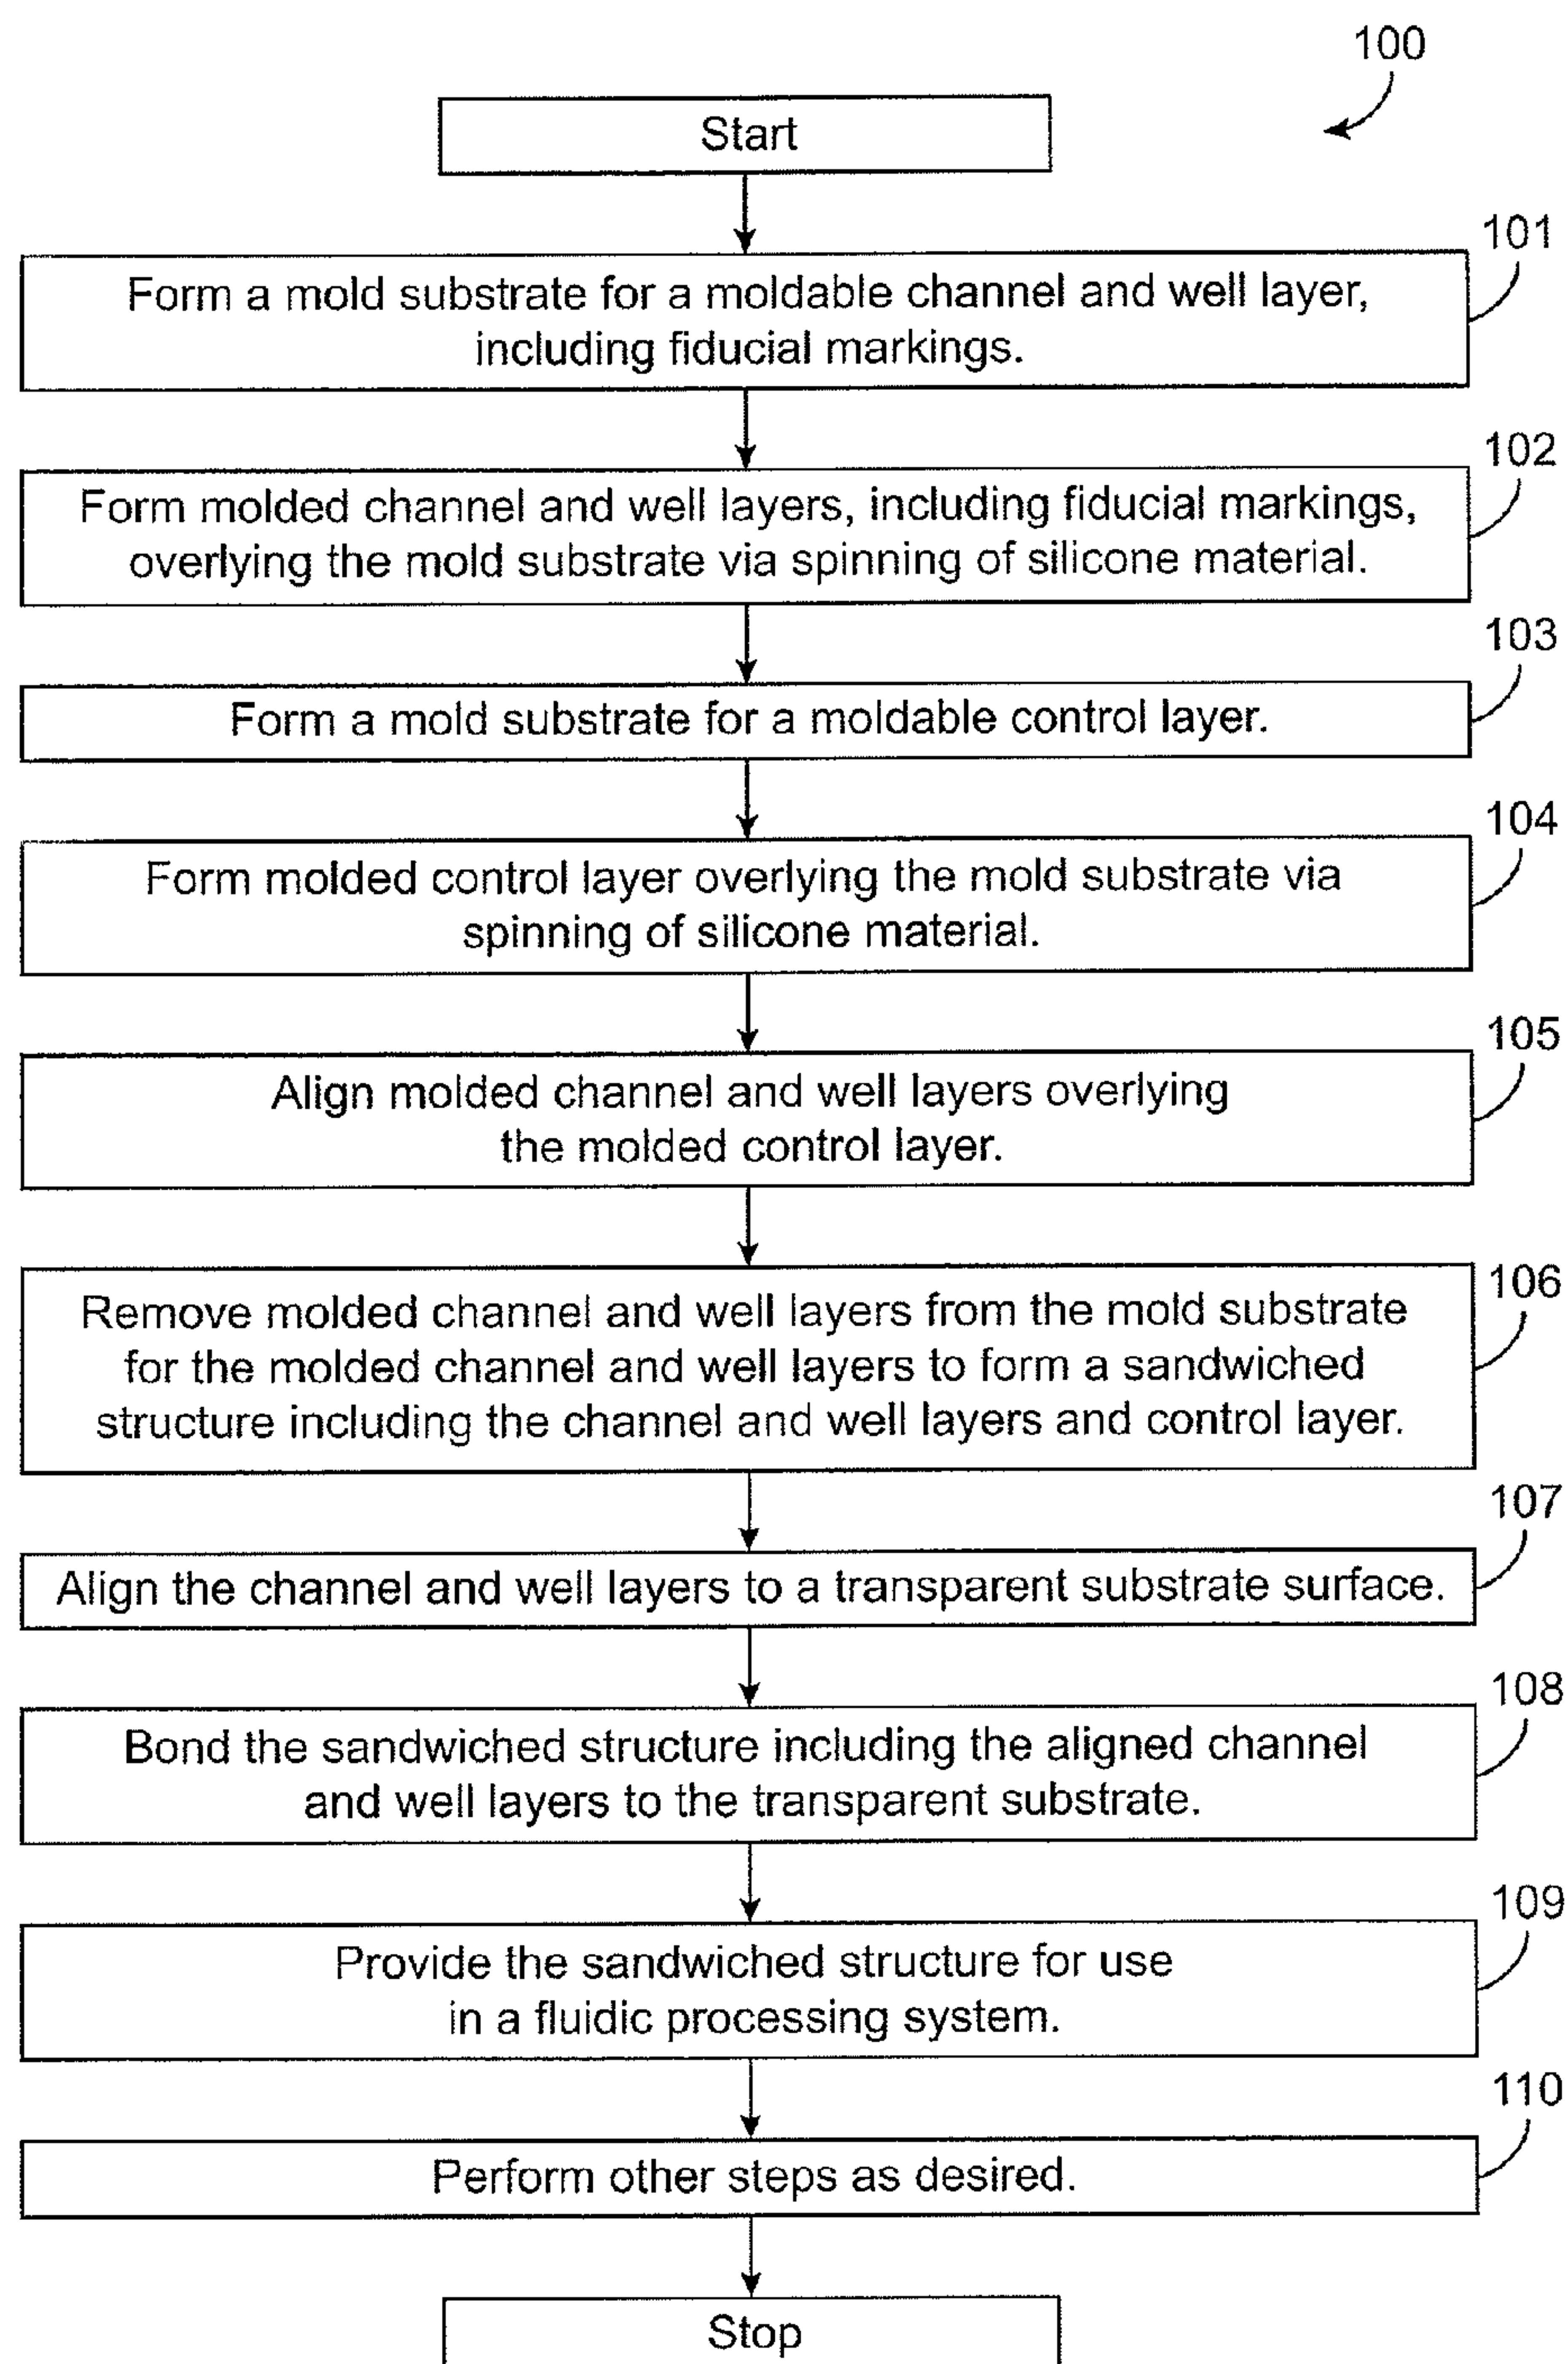 100
Start
101
Form a mold substrate for a moldable channel and well layer,
including fiducial markings.
102
Form molded channel and well layers, including fiducial markings,
overlying the mold substrate via spinning of silicone material.
103
Form a mold substrate for a moldable control layer.
104
Form molded control layer overlying the mold substrate via
spinning of silicone material.
105
Align molded channel and well layers overlying
the molded control layer.
106
Remove molded channel and well layers from the mold substrate
for the molded channel and well layers to form a sandwiched
structure including the channel and well layers and control layer.
107
Align the channel and well layers to a transparent substrate surface.
108
Bond the sandwiched structure including the aligned channel
and well layers to the transparent substrate.
109
Provide the sandwiched structure for use
in a fluidic processing system.
110
Perform other steps as desired.
Stop